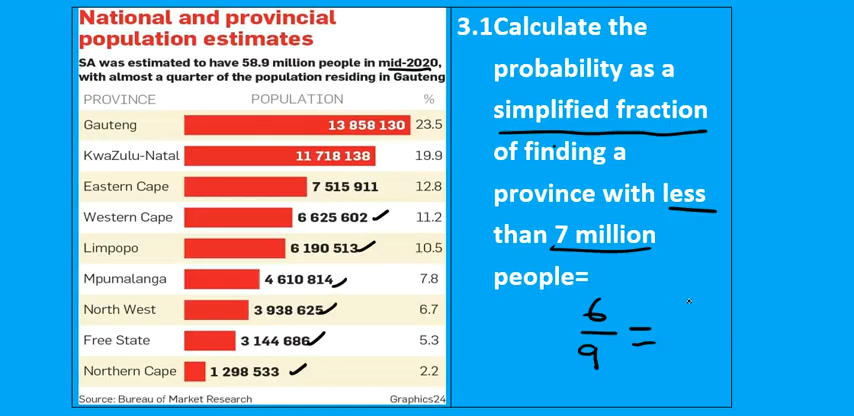 National and provincial
population estimates
SA was estimated to have 58.9 million people in mid-2020,
with almost a quarter of the population residing in Gauteng
PROVINCE POPULATION %
Gauteng 13 858 130 23.5
KwaZulu-Natal 11 718 138 19.9
Eastern Cape 7 515 911 12.8
Western Cape 6 625 602 11.2
Limpopo 6 190 513 10.5
Mpumalanga 4 610 814 7.8
North West 3 938 625 6.7
Free State 3 144 686 5.3
Northern Cape 1 298 533 2.2
Source: Bureau of Market Research Graphics24
3.1Calculate the
probability as a
simplified fraction
of finding a
province with less
than 7 million
people=
6
9 =